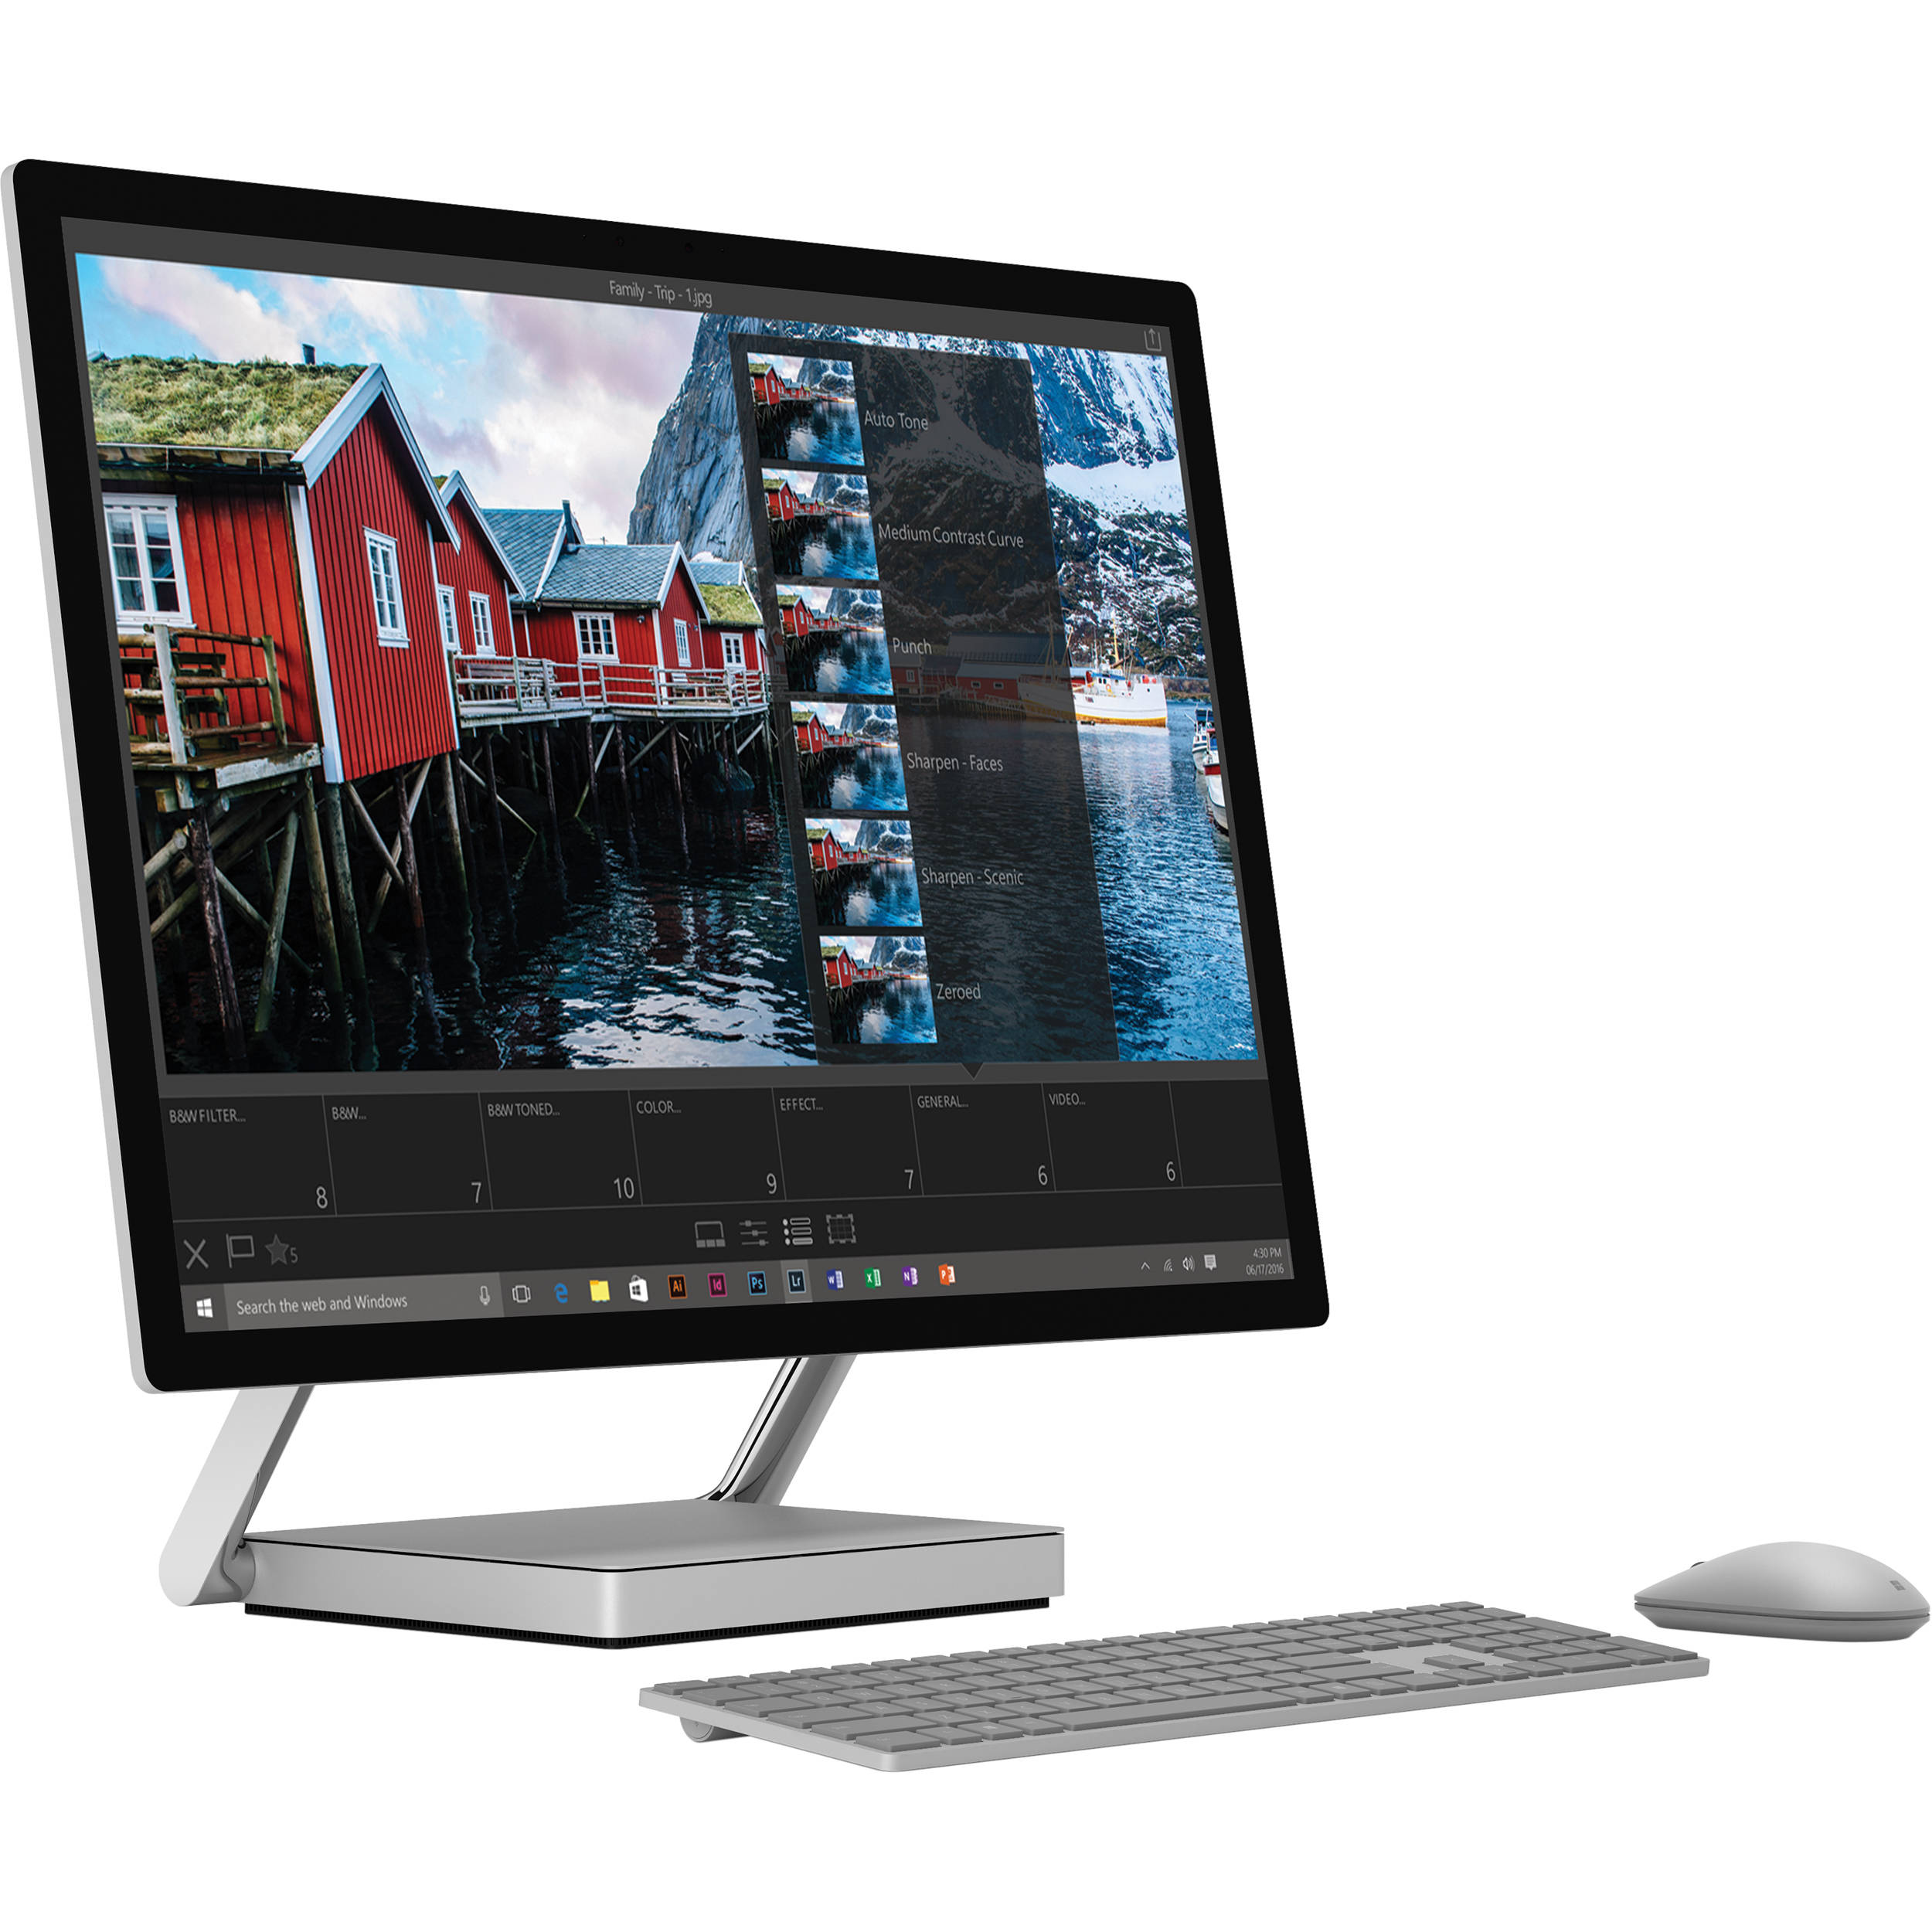 Family - Trip - 1.jpg
Auto Tone
Medium Contrast Curve
Punch
Sharpen - Faces
Sharpen - Scenic
Zeroed
B&W FILTER...
8
B&W...
7
B&W TONED...
10
COLOR...
9
EFFECT...
7
GENERAL...
6
VIDEO...
6
5
Search the web and Windows
Ai
Id
Ps
Lr
W
X
N
P
4:30 PM
06/17/2016